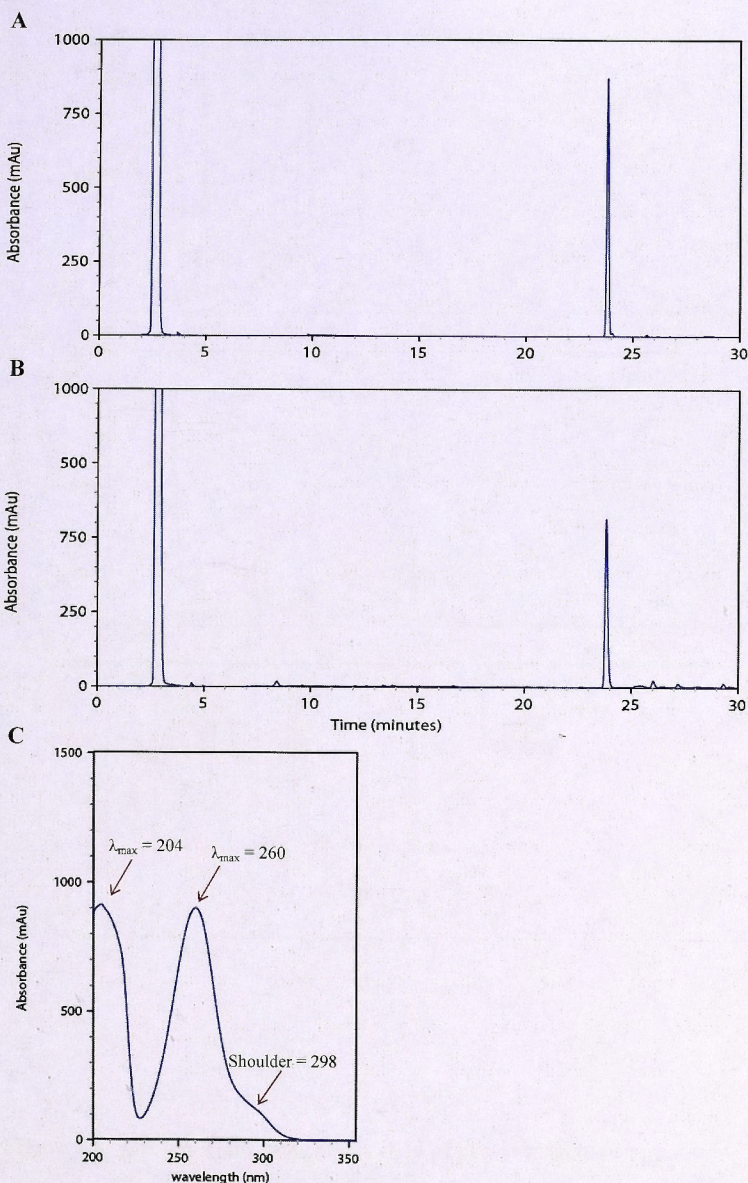 A
1000
750
500
250
0
Absorbance (mAu)
0 5 10 15 20 25 30
B
1000
500
750
250
0
Absorbance (mAu)
0 5 10 15 20 25 30
Time (minutes)
C
1500
1000
500
0
Absorbance (mAu)
λmax = 204
λmax = 260
Shoulder = 298
200 250 300 350
wavelength (nm)